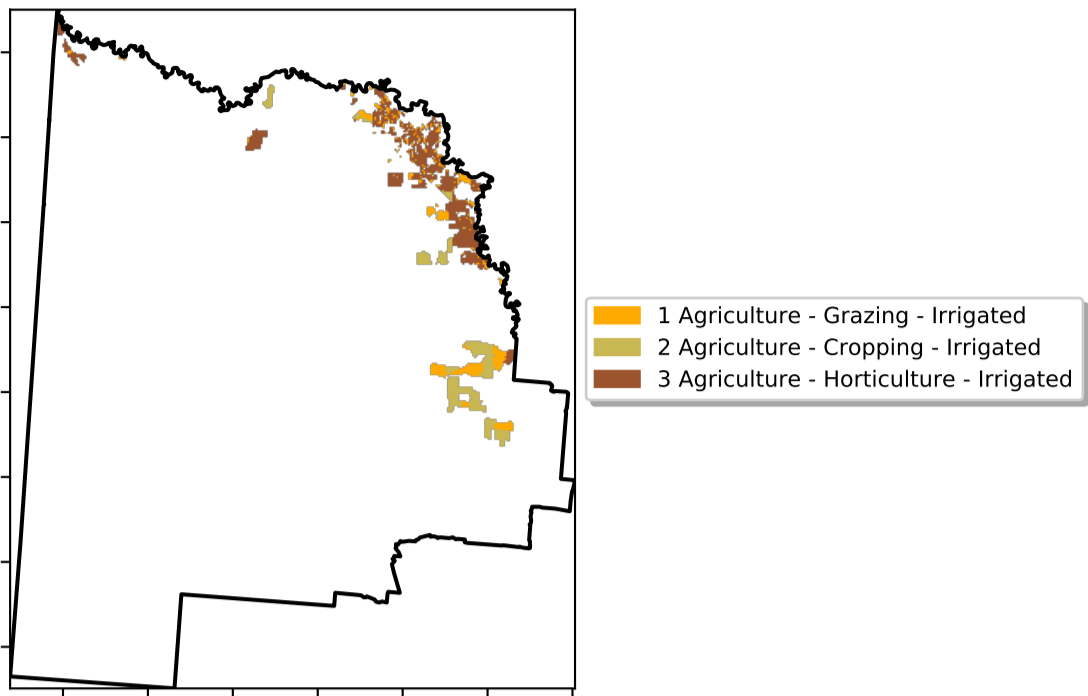 1 Agriculture - Grazing - Irrigated
2 Agriculture - Cropping - Irrigated
3 Agriculture - Horticulture - Irrigated